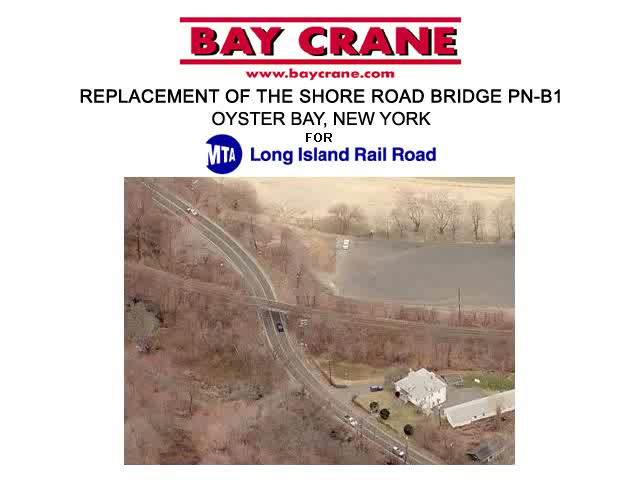 BAY CRANE
www.baycrane.com
REPLACEMENT OF THE SHORE ROAD BRIDGE PN-B1
OYSTER BAY, NEW YORK
FOR
MTA Long Island Rail Road